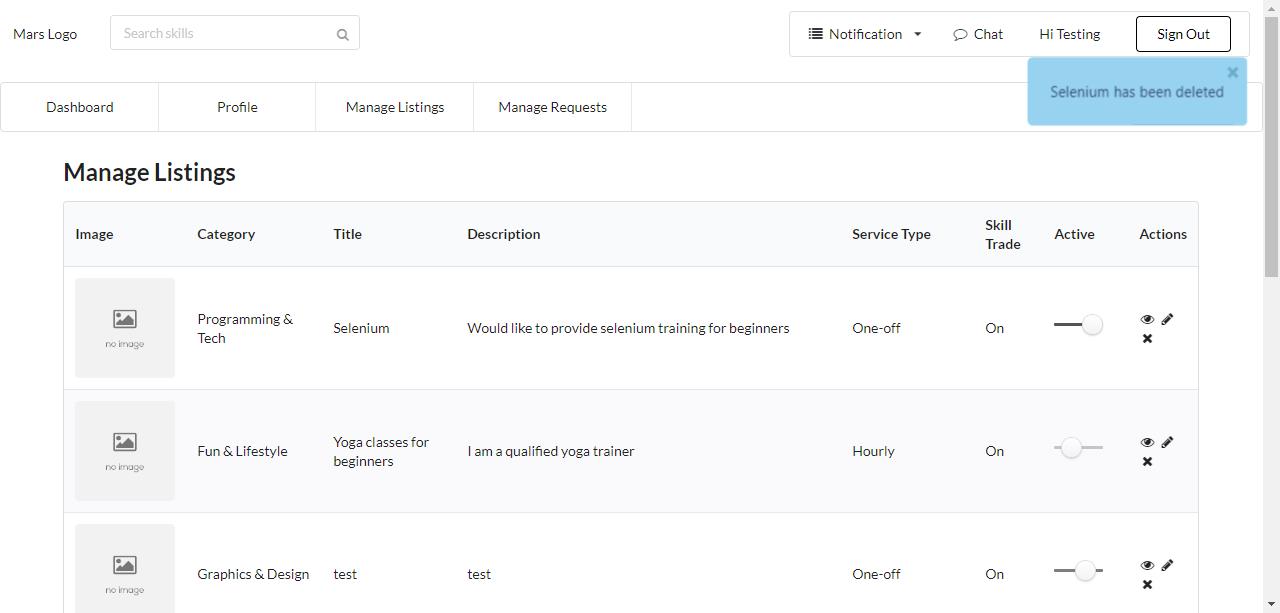 Mars Logo
Search skills
Notification
Chat
Hi Testing
Sign Out
Selenium has been deleted
Dashboard
Profile
Manage Listings
Manage Requests
Manage Listings
Image
Category
Title
Description
Service Type
Skill
Trade
Active
Actions
no image
Programming &
Tech
Selenium
Would like to provide selenium training for beginners
One-off
On
no image
Fun & Lifestyle
Yoga classes for
beginners
I am a qualified yoga trainer
Hourly
On
no image
Graphics & Design
test
test
One-off
On